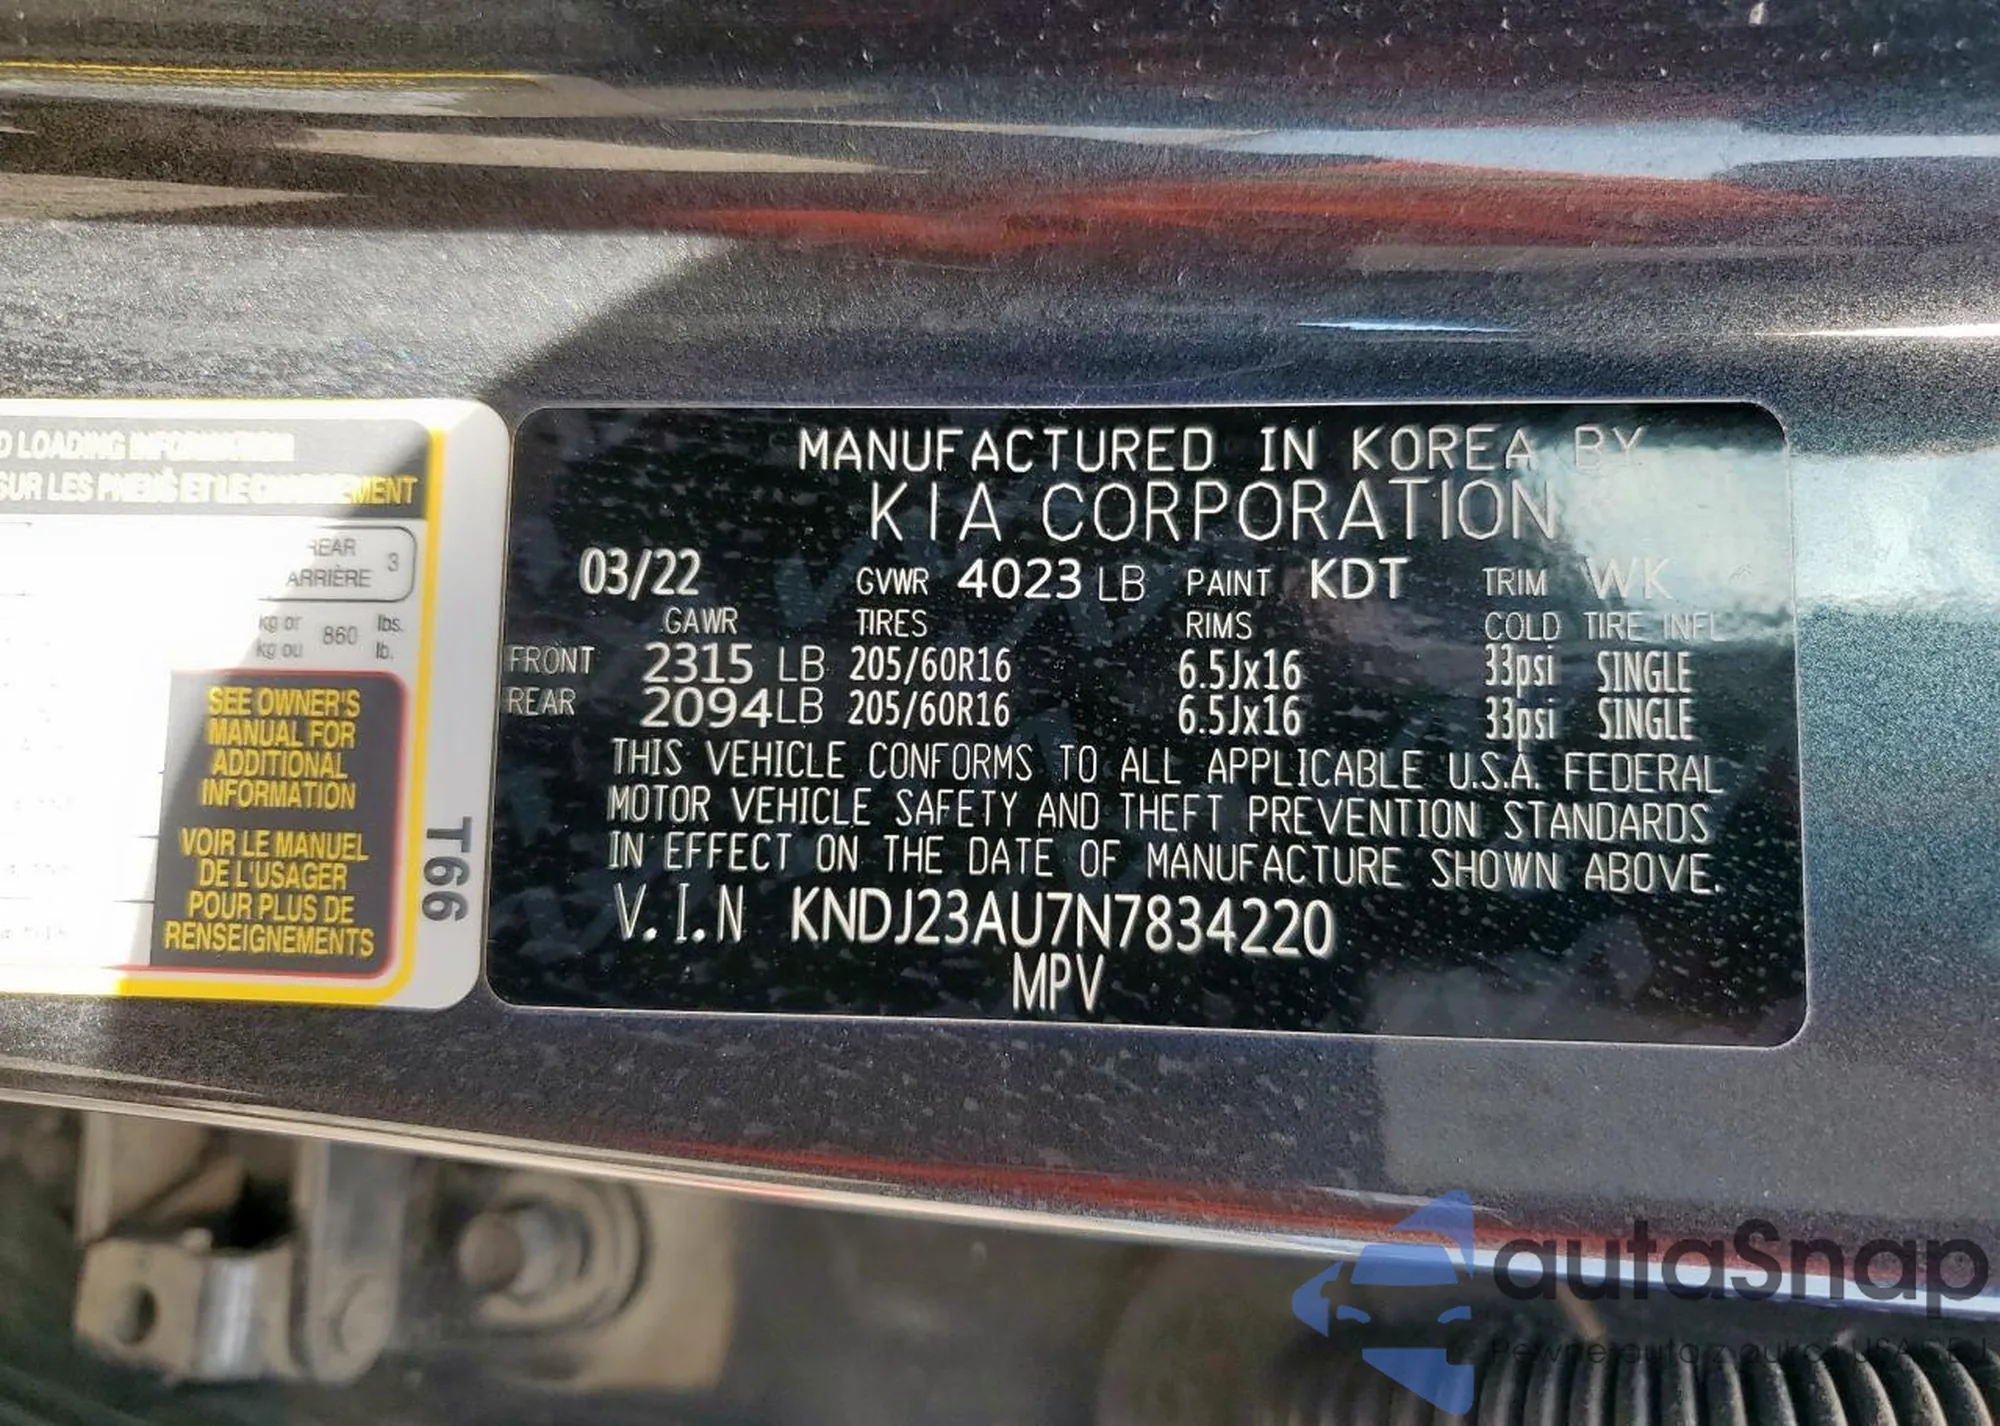 D LOADING INFORMATION
SUR LES PNEUS ET LE CHARGEMENT
REAR 3
ARRIÈRE
kg or 860 lbs.
kg ou lb.
SEE OWNER'S
MANUAL FOR
ADDITIONAL
INFORMATION
VOIR LE MANUEL
DE L'USAGER
POUR PLUS DE
RENSEIGNEMENTS
T66
MANUFACTURED IN KOREA BY
KIA CORPORATION
03/22 GVWR 4023 LB PAINT KDT TRIM WK
GAWR TIRES RIMS COLD TIRE INFL
FRONT 2315 LB 205/60R16 6.5Jx16 33psi SINGLE
REAR 2094 LB 205/60R16 6.5Jx16 33psi SINGLE
THIS VEHICLE CONFORMS TO ALL APPLICABLE U.S.A. FEDERAL
MOTOR VEHICLE SAFETY AND THEFT PREVENTION STANDARDS
IN EFFECT ON THE DATE OF MANUFACTURE SHOWN ABOVE.
V.I.N KNDJ23AU7N7834220
MPV
autaSnap
Pewne auta z aukcji USA